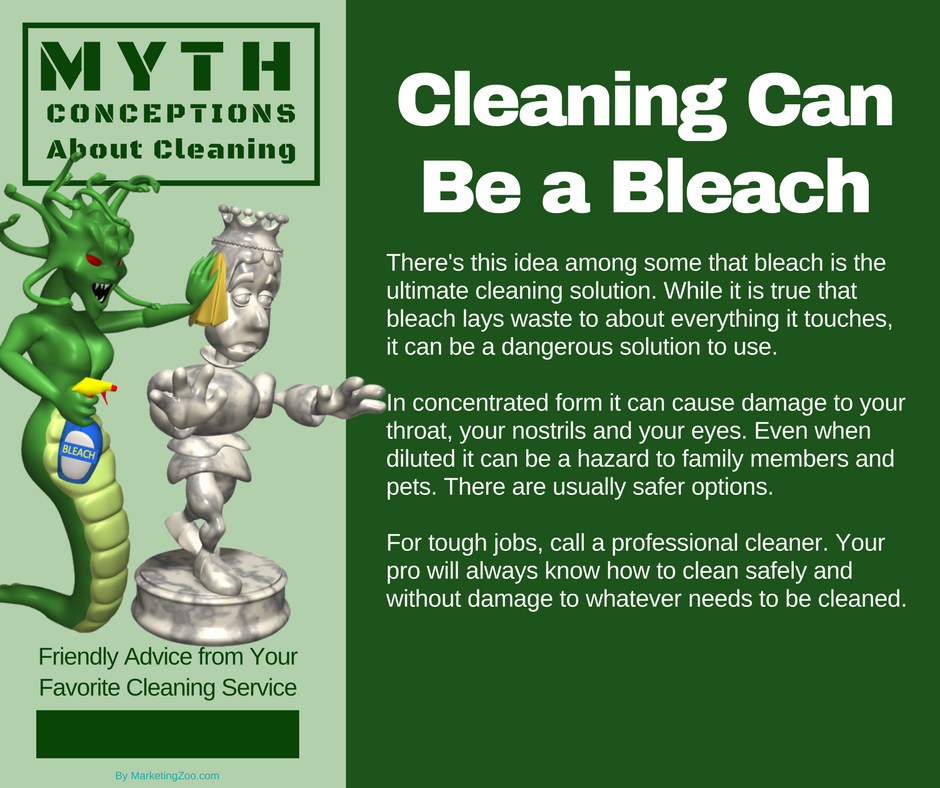 MYTH
CONCEPTIONS
About Cleaning
BLEACH
Friendly Advice from Your
Favorite Cleaning Service
By MarketingZoo.com
Cleaning Can
Be a Bleach
There's this idea among some that bleach is the
ultimate cleaning solution. While it is true that
bleach lays waste to about everything it touches,
it can be a dangerous solution to use.
In concentrated form it can cause damage to your
throat, your nostrils and your eyes. Even when
diluted it can be a hazard to family members and
pets. There are usually safer options.
For tough jobs, call a professional cleaner. Your
pro will always know how to clean safely and
without damage to whatever needs to be cleaned.